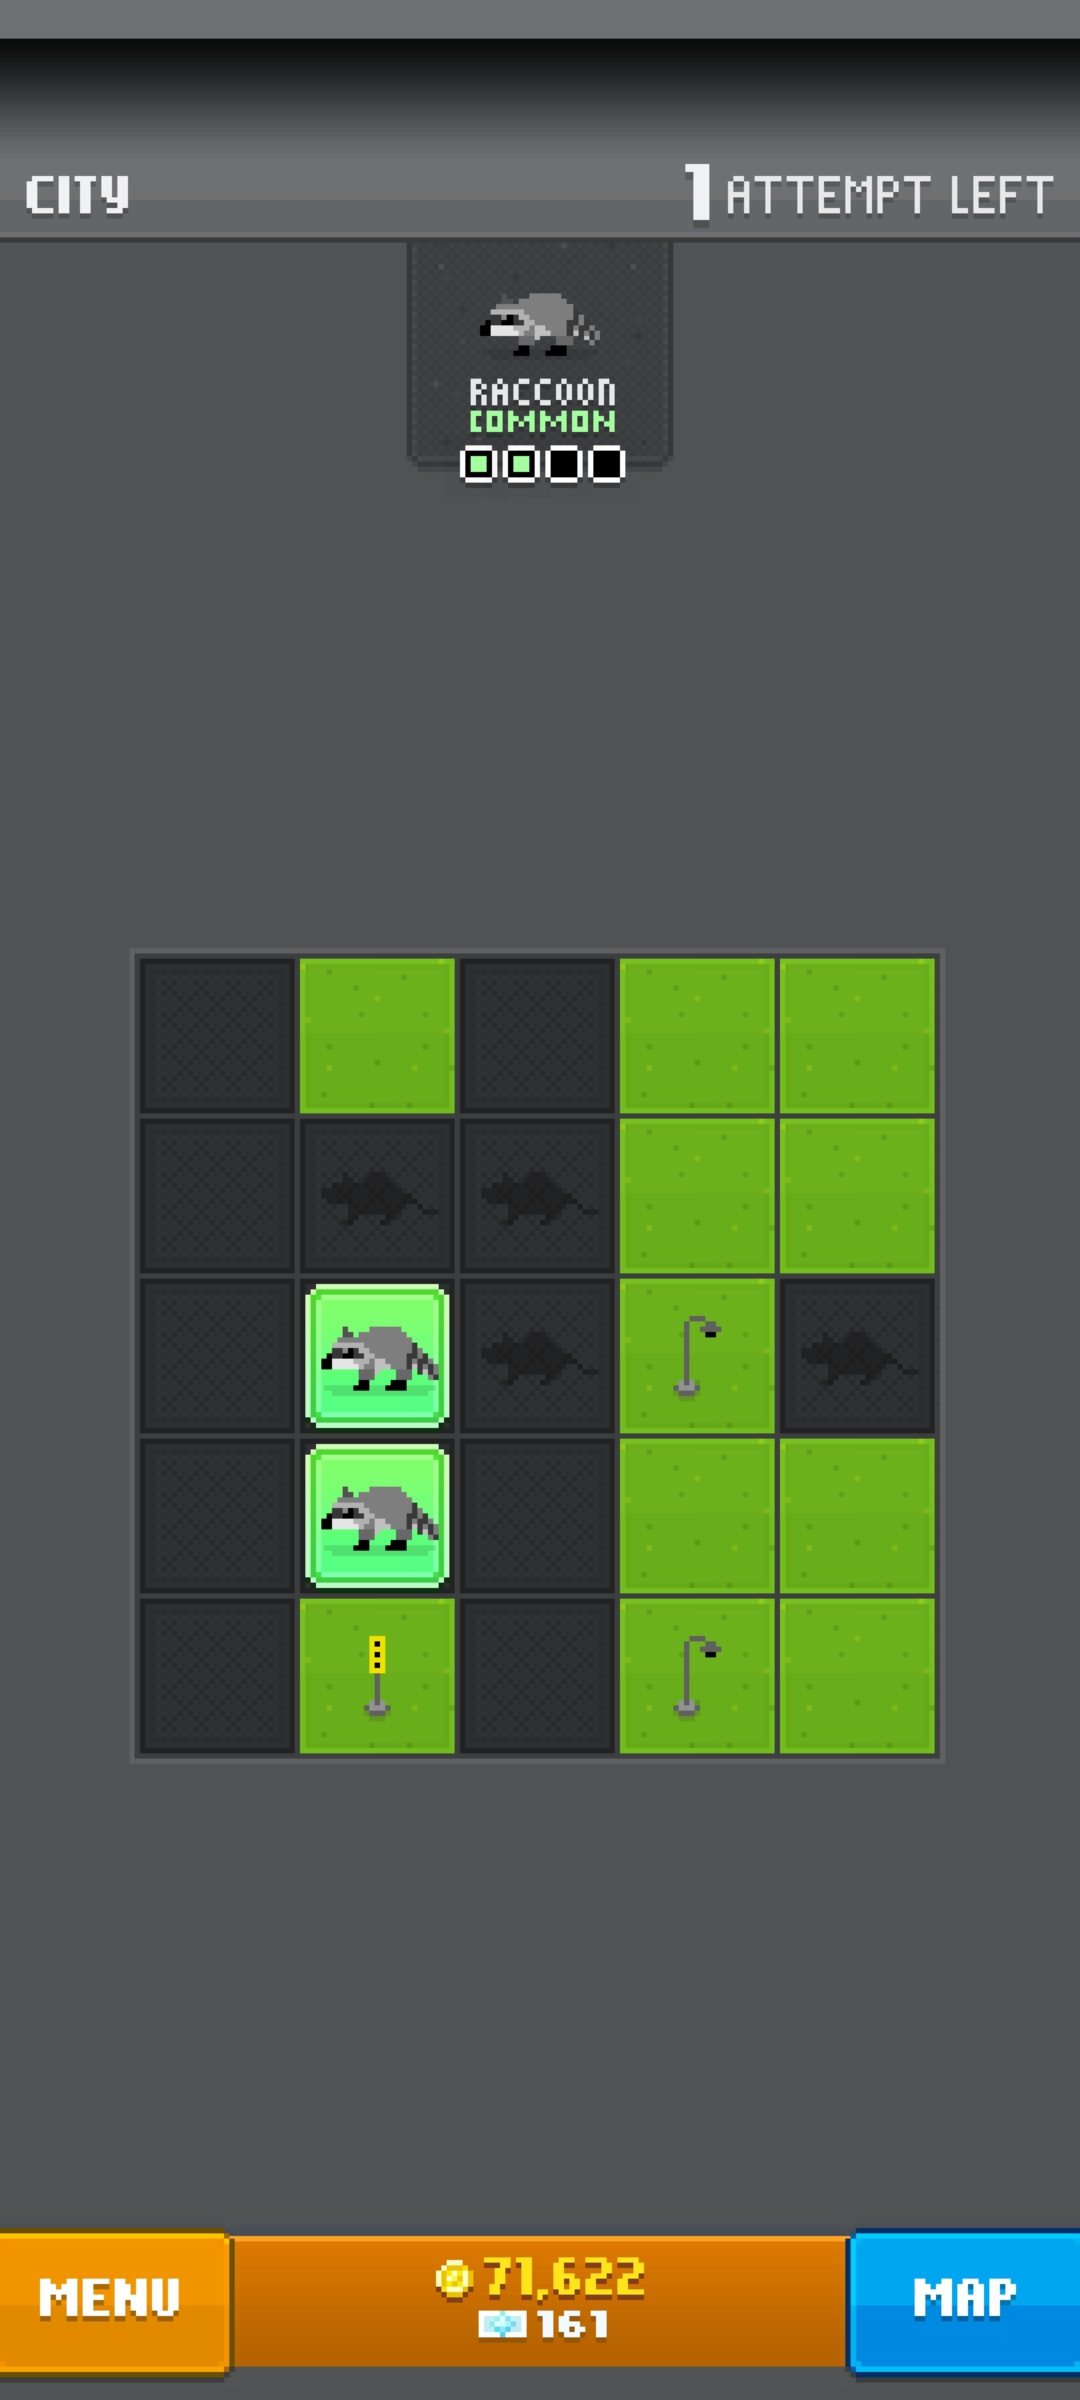 CITY
1 ATTEMPT LEFT
RACCOON
COMMON
MENU
71,622
161
MAP